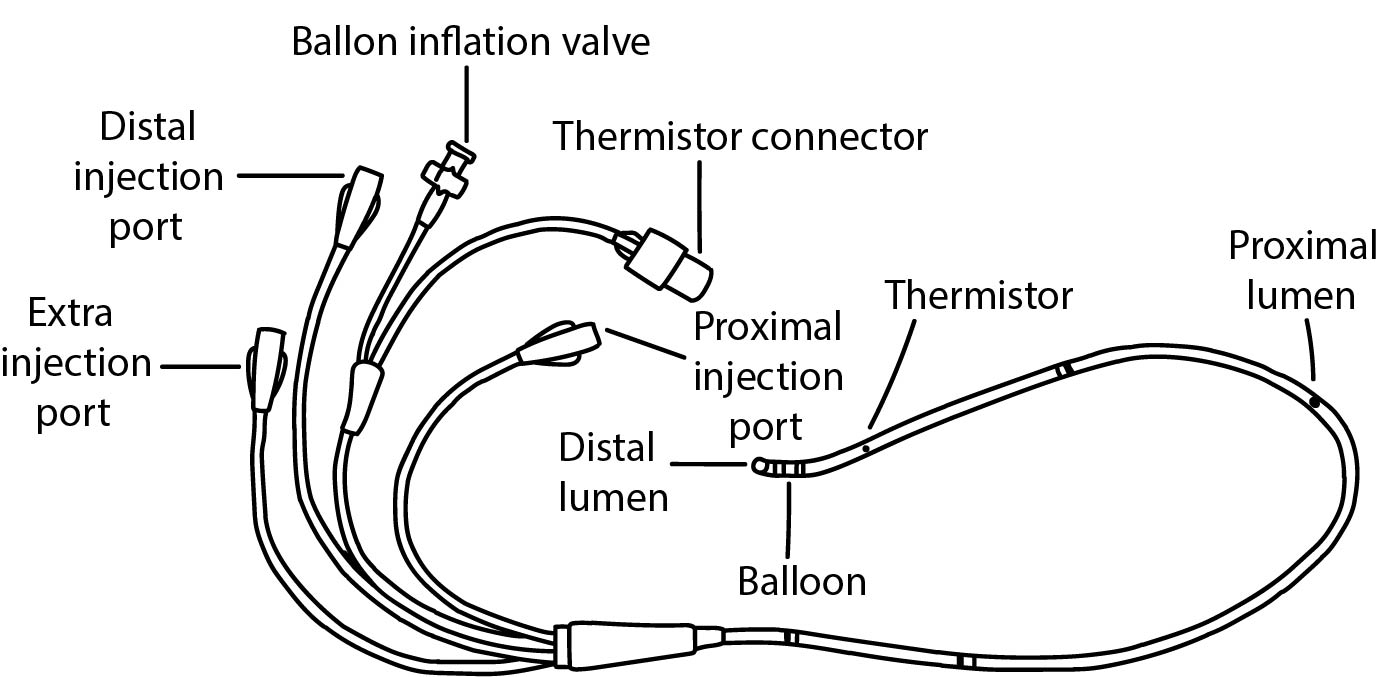 Ballon inflation valve
Distal
injection
port
Thermistor connector
Extra
injection
port
Proximal
injection
port
Thermistor
Proximal
lumen
Distal
lumen
Balloon